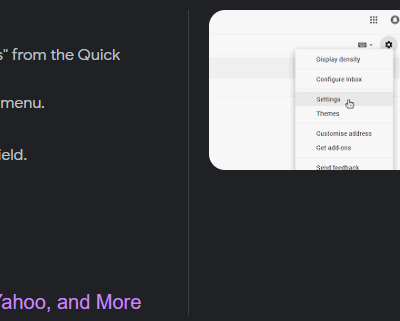 s" from the Quick
menu.
ield.
Yahoo, and More
Display density
Configure inbox
Settings
Themes
Customise address
Get add-ons
Send feedback